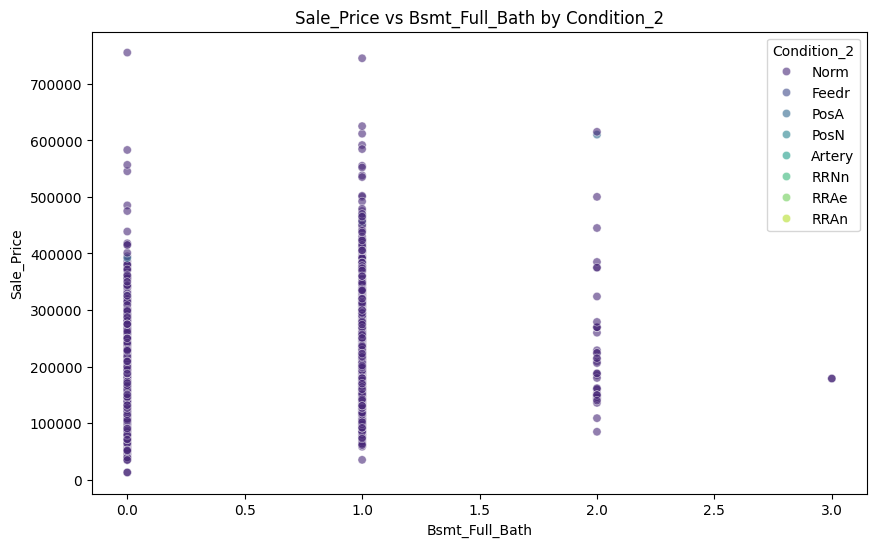 Sale_Price vs Bsmt_Full_Bath by Condition_2
Condition_2
Norm
Feedr
PosA
PosN
Artery
RRNn
RRAe
RRAn
Sale_Price
700000
600000
500000
400000
300000
200000
100000
0
0.0 0.5 1.0 1.5 2.0 2.5 3.0
Bsmt_Full_Bath